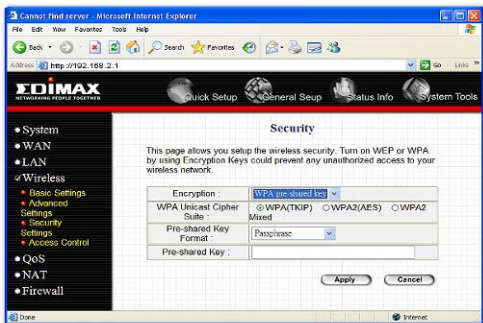 Cannot find server - Microsoft Internet Explorer
File Edit View Favorites Tools Help
Back Search Favorites
Address http://192.168.2.1 Go Links »
EDIMAX
NETWORKING PEOPLE TOGETHER
Quick Setup General Seup Status Info System Tools
System
WAN
LAN
Wireless
Basic Settings
Advanced
Settings
Security
Settings
Access Control
QoS
NAT
Firewall
Security
This page allows you setup the wireless security. Turn on WEP or WPA
by using Encryption Keys could prevent any unauthorized access to your
wireless network.
Encryption : WPA pre-shared key
WPA Unicast Cipher
Suite : WPA(TKIP) WPA2(AES) WPA2
Mixed
Pre-shared Key
Format : Passphrase
Pre-shared Key :
Apply Cancel
Done Internet